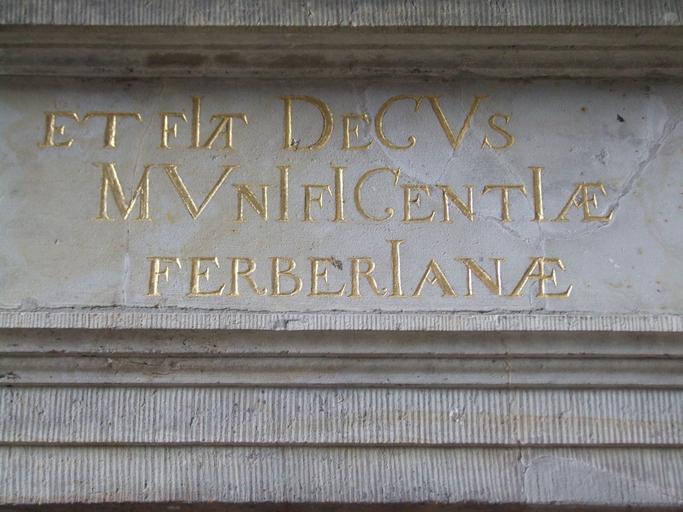 ET FIAT DECVS
MVNIFICENTIÆ
FERBERIANÆ